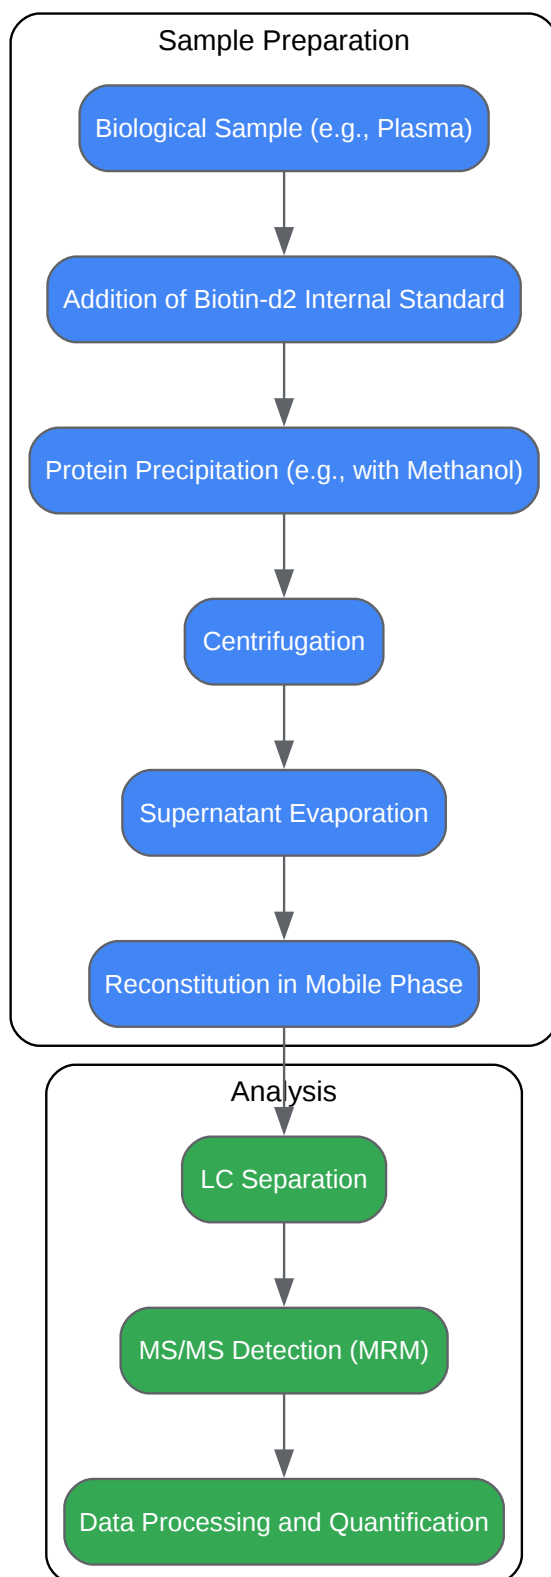 Sample Preparation
Biological Sample (e.g., Plasma)
Addition of Biotin-d2 Internal Standard
Protein Precipitation (e.g., with Methanol)
Centrifugation
Supernatant Evaporation
Reconstitution in Mobile Phase
Analysis
LC Separation
MS/MS Detection (MRM)
Data Processing and Quantification